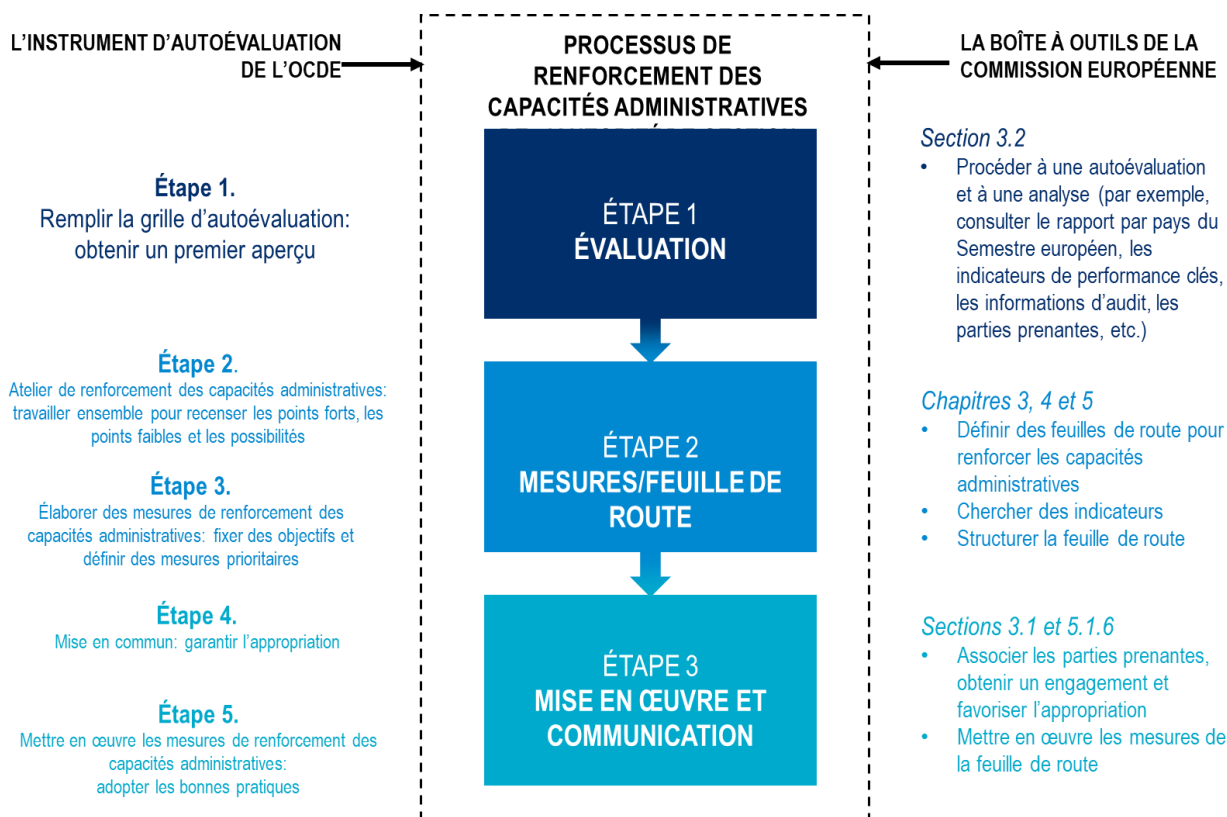 L'INSTRUMENT D'AUTOÉVALUATION
DE L'OCDE
Étape 1.
Remplir la grille d'autoévaluation:
obtenir un premier aperçu
Étape 2.
Atelier de renforcement des capacités administratives:
travailler ensemble pour recenser les points forts, les
points faibles et les possibilités
Étape 3.
Élaborer des mesures de renforcement des
capacités administratives: fixer des objectifs et
définir des mesures prioritaires
Étape 4.
Mise en commun: garantir l'appropriation
Étape 5.
Mettre en œuvre les mesures de renforcement des
capacités administratives:
adopter les bonnes pratiques
PROCESSUS DE
RENFORCEMENT DES
CAPACITÉS ADMINISTRATIVES
ÉTAPE 1
ÉVALUATION
ÉTAPE 2
MESURES/FEUILLE DE
ROUTE
ÉTAPE 3
MISE EN ŒUVRE ET
COMMUNICATION
LA BOÎTE À OUTILS DE LA
COMMISSION EUROPÉENNE
Section 3.2
• Procéder à une autoévaluation
et à une analyse (par exemple,
consulter le rapport par pays du
Semestre européen, les
indicateurs de performance clés,
les informations d'audit, les
parties prenantes, etc.)
Chapitres 3, 4 et 5
• Définir des feuilles de route pour
renforcer les capacités
administratives
• Chercher des indicateurs
• Structurer la feuille de route
Sections 3.1 et 5.1.6
• Associer les parties prenantes,
obtenir un engagement et
favoriser l'appropriation
• Mettre en œuvre les mesures de
la feuille de route